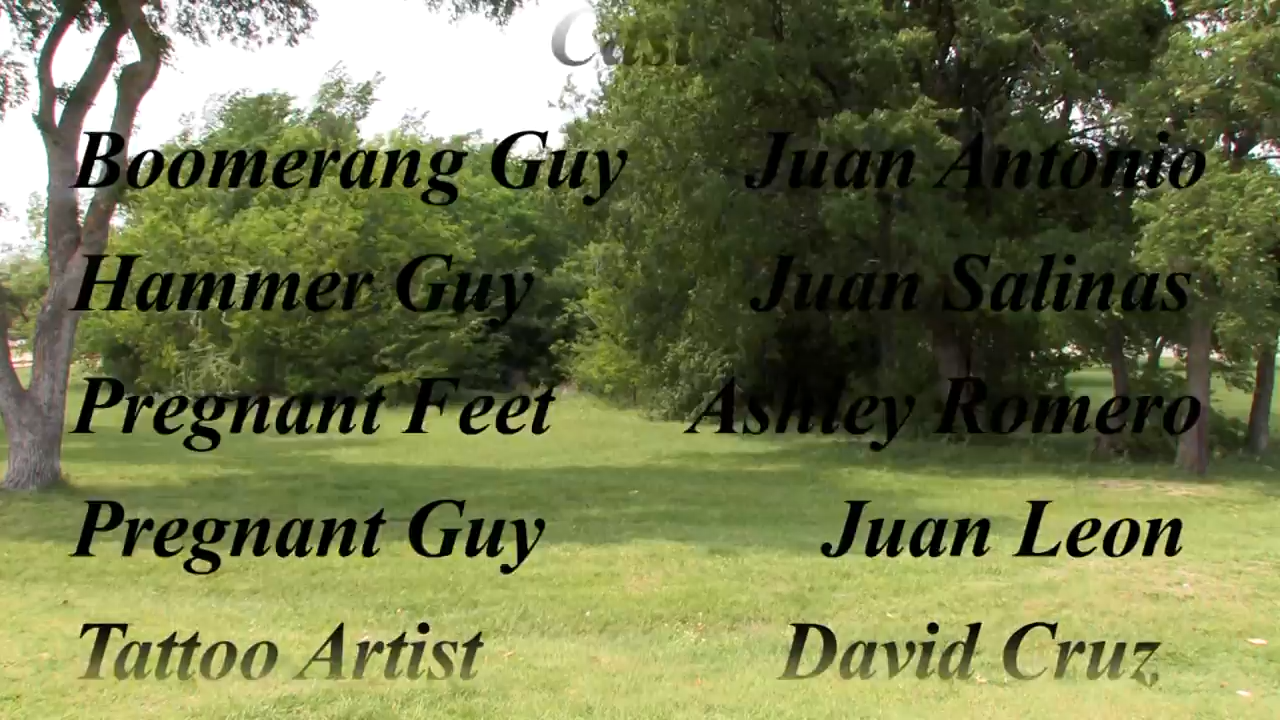 Cast
Boomerang Guy Juan Antonio
Hammer Guy Juan Salinas
Pregnant Feet Ashley Romero
Pregnant Guy Juan Leon
Tattoo Artist David Cruz